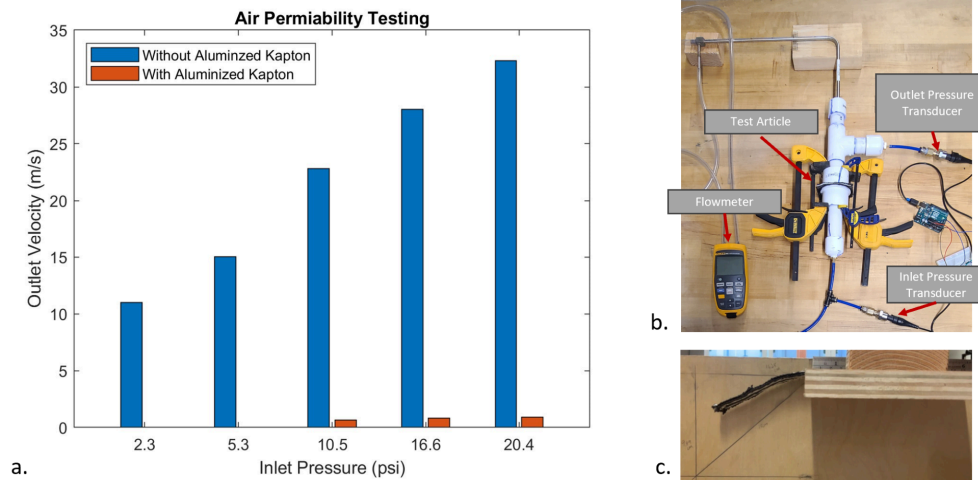 Air Permiability Testing
Without Aluminzed Kapton
With Aluminized Kapton
Outlet Velocity (m/s)
35
30
25
20
15
10
5
0
2.3 5.3 10.5 16.6 20.4
Inlet Pressure (psi)
a.
Outlet Pressure
Transducer
Test Article
Flowmeter
Inlet Pressure
Transducer
b.
c.